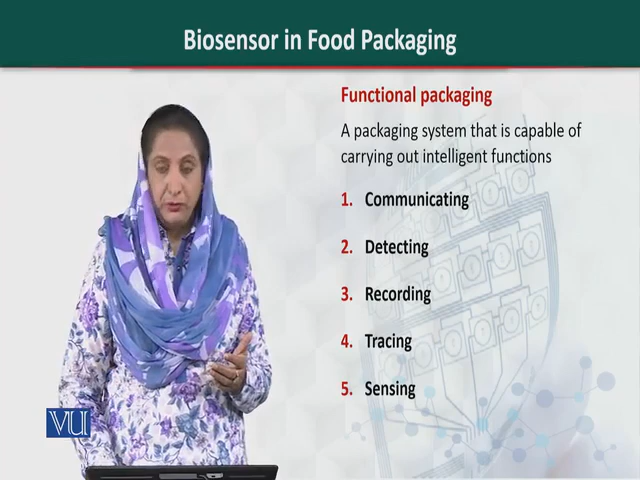 Biosensor in Food Packaging
Functional packaging
A packaging system that is capable of
carrying out intelligent functions
1. Communicating
2. Detecting
3. Recording
4. Tracing
5. Sensing
VU